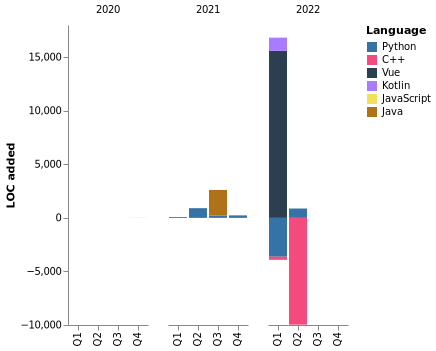 2020 2021 2022
Language
Python
C++
Vue
Kotlin
JavaScript
Java
LOC added
15,000
10,000
5,000
0
−5,000
−10,000
Q1 Q2 Q3 Q4 Q1 Q2 Q3 Q4 Q1 Q2 Q3 Q4